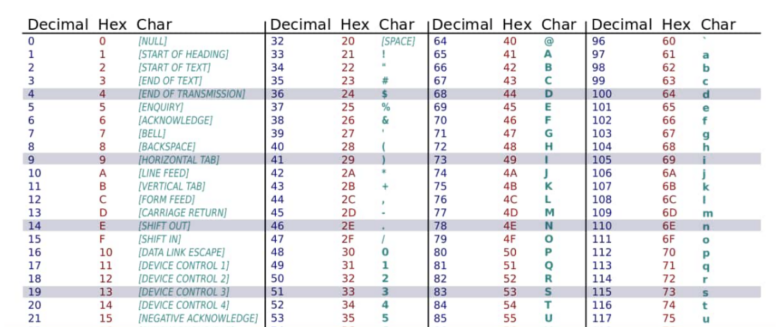 Decimal Hex Char Decimal Hex Char Decimal Hex Char Decimal Hex Char
0 0 [NULL] 32 20 [SPACE] 64 40 @ 96 60 `
1 1 [START OF HEADING] 33 21 ! 65 41 A 97 61 a
2 2 [START OF TEXT] 34 22 " 66 42 B 98 62 b
3 3 [END OF TEXT] 35 23 # 67 43 C 99 63 c
4 4 [END OF TRANSMISSION] 36 24 $ 68 44 D 100 64 d
5 5 [ENQUIRY] 37 25 % 69 45 E 101 65 e
6 6 [ACKNOWLEDGE] 38 26 & 70 46 F 102 66 f
7 7 [BELL] 39 27 ' 71 47 G 103 67 g
8 8 [BACKSPACE] 40 28 ( 72 48 H 104 68 h
9 9 [HORIZONTAL TAB] 41 29 ) 73 49 I 105 69 i
10 A [LINE FEED] 42 2A * 74 4A J 106 6A j
11 B [VERTICAL TAB] 43 2B + 75 4B K 107 6B k
12 C [FORM FEED] 44 2C , 76 4C L 108 6C l
13 D [CARRIAGE RETURN] 45 2D - 77 4D M 109 6D m
14 E [SHIFT OUT] 46 2E . 78 4E N 110 6E n
15 F [SHIFT IN] 47 2F / 79 4F O 111 6F o
16 10 [DATA LINK ESCAPE] 48 30 0 80 50 P 112 70 p
17 11 [DEVICE CONTROL 1] 49 31 1 81 51 Q 113 71 q
18 12 [DEVICE CONTROL 2] 50 32 2 82 52 R 114 72 r
19 13 [DEVICE CONTROL 3] 51 33 3 83 53 S 115 73 s
20 14 [DEVICE CONTROL 4] 52 34 4 84 54 T 116 74 t
21 15 [NEGATIVE ACKNOWLEDGE] 53 35 5 85 55 U 117 75 u